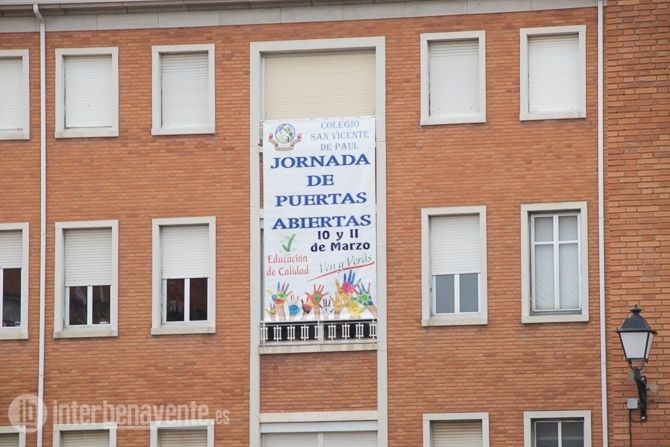 COLEGIO
SAN VICENTE
DE PAUL
JORNADA
DE
PUERTAS
ABIERTAS
10 y 11
de Marzo
Educación
de Calidad
Ven y Verás
ib interbenavente.es